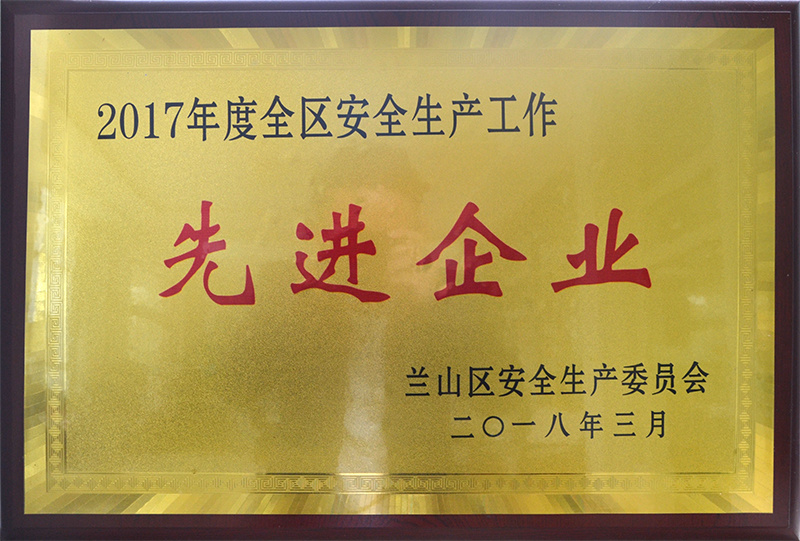 2017年度全区安全生产工作
先进企业
兰山区安全生产委员会
二〇一八年三月